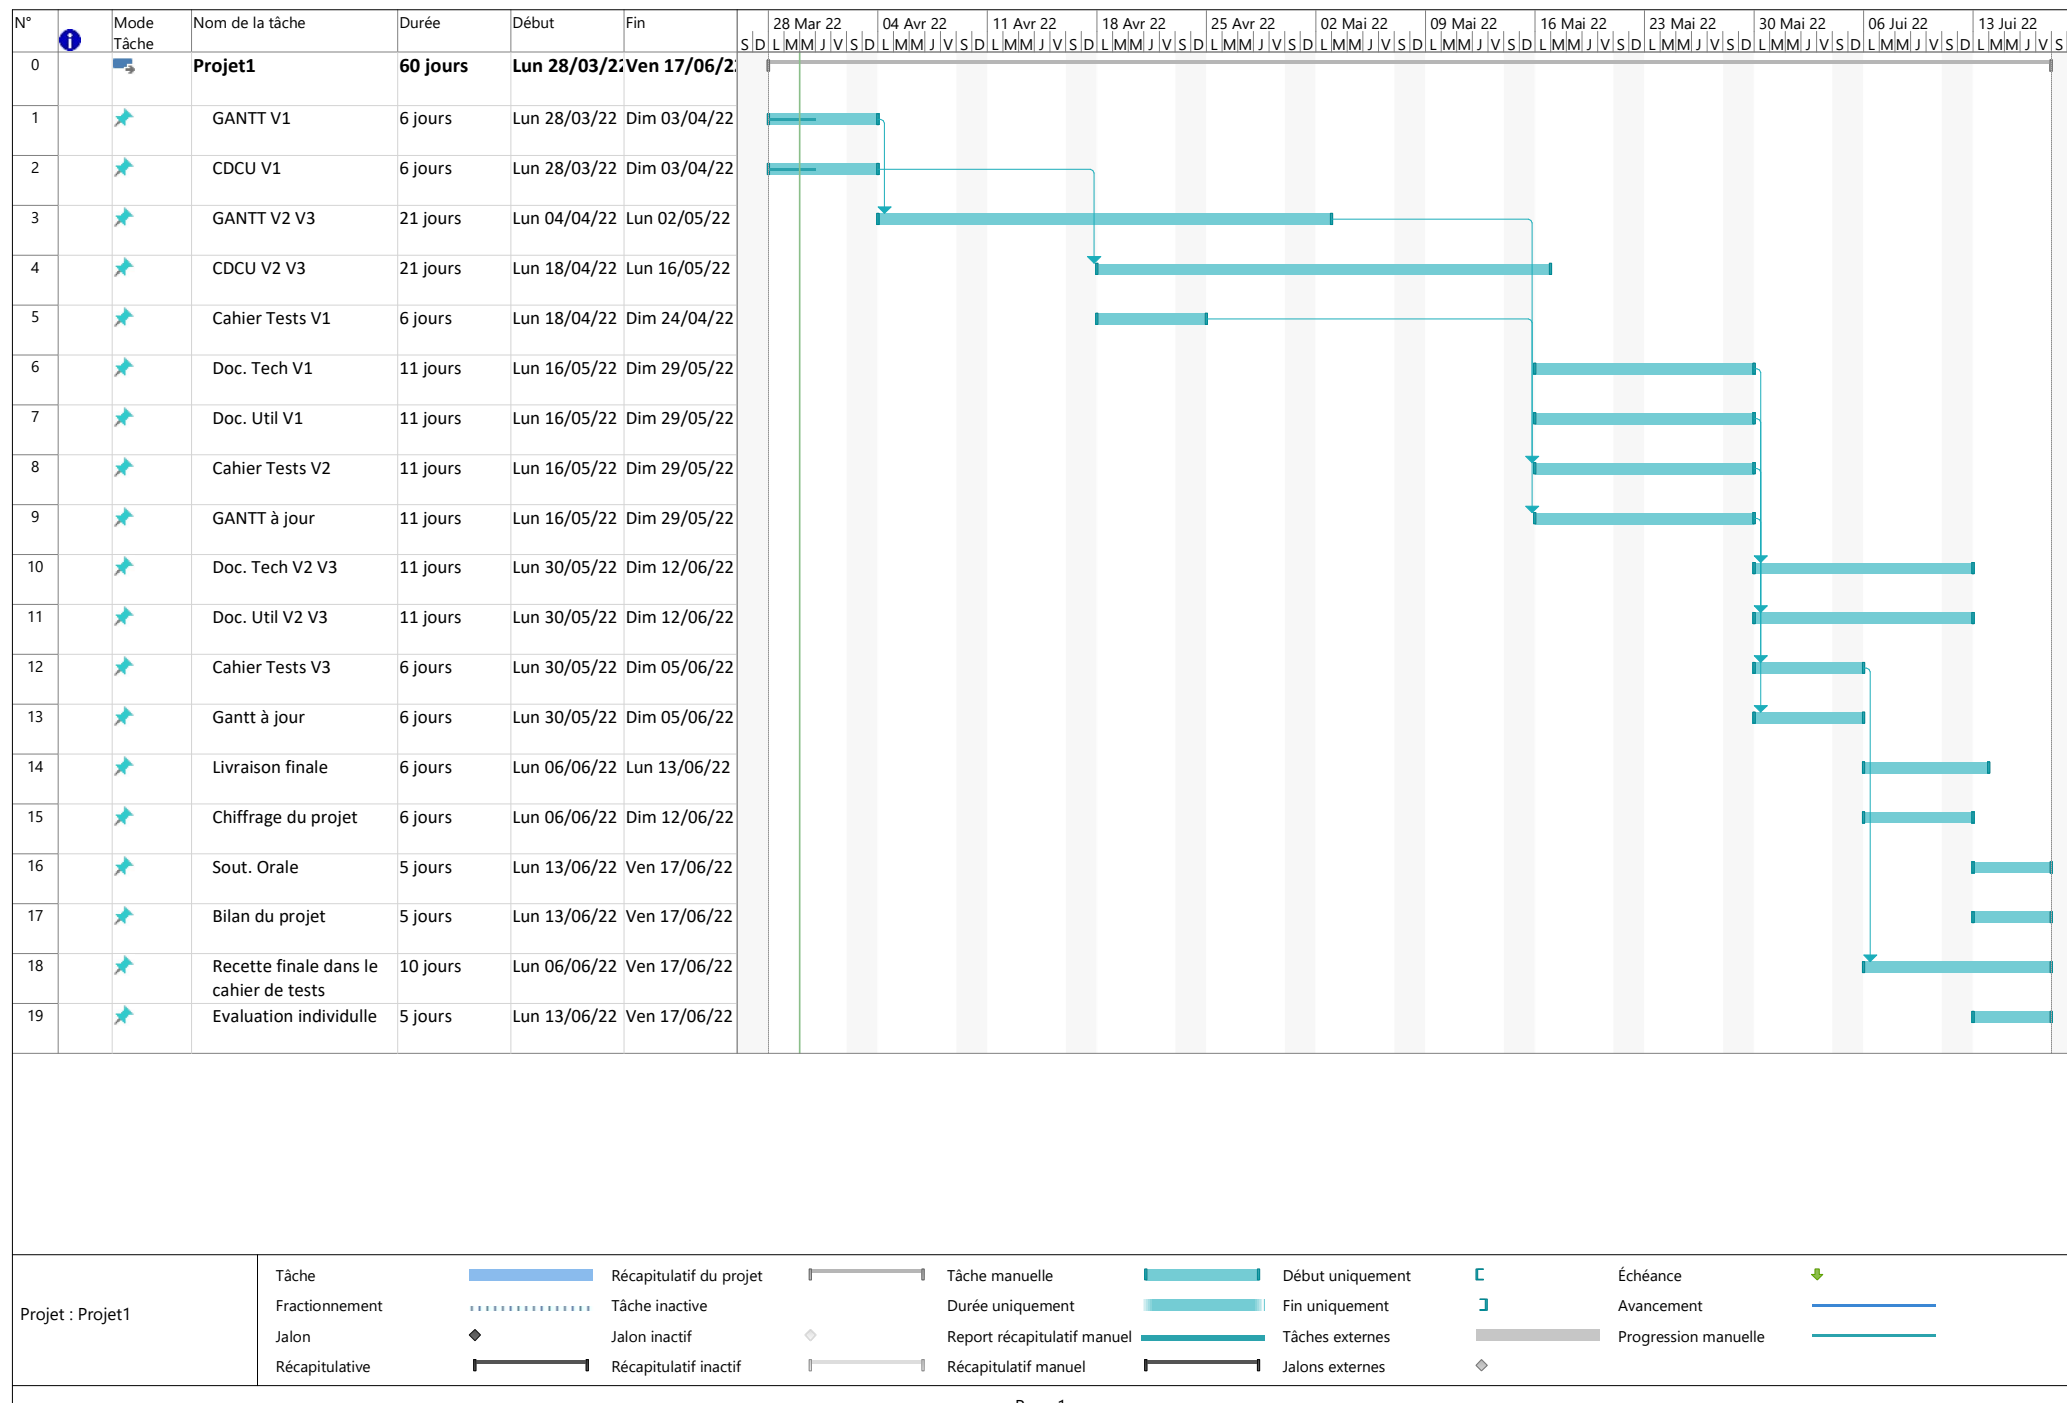 N° Mode Tâche Nom de la tâche Durée Début Fin
28 Mar 22 04 Avr 22 11 Avr 22 18 Avr 22 25 Avr 22 02 Mai 22 09 Mai 22 16 Mai 22 23 Mai 22 30 Mai 22 06 Jui 22 13 Jui 22
S D L M M J V S D L M M J V S D L M M J V S D L M M J V S D L M M J V S D L M M J V S D L M M J V S D L M M J V S D L M M J V S D L M M J V S D L M M J V S D L M M J V S
0 Projet1 60 jours Lun 28/03/22 Ven 17/06/2
1 GANTT V1 6 jours Lun 28/03/22 Dim 03/04/22
2 CDCU V1 6 jours Lun 28/03/22 Dim 03/04/22
3 GANTT V2 V3 21 jours Lun 04/04/22 Lun 02/05/22
4 CDCU V2 V3 21 jours Lun 18/04/22 Lun 16/05/22
5 Cahier Tests V1 6 jours Lun 18/04/22 Dim 24/04/22
6 Doc. Tech V1 11 jours Lun 16/05/22 Dim 29/05/22
7 Doc. Util V1 11 jours Lun 16/05/22 Dim 29/05/22
8 Cahier Tests V2 11 jours Lun 16/05/22 Dim 29/05/22
9 GANTT à jour 11 jours Lun 16/05/22 Dim 29/05/22
10 Doc. Tech V2 V3 11 jours Lun 30/05/22 Dim 12/06/22
11 Doc. Util V2 V3 11 jours Lun 30/05/22 Dim 12/06/22
12 Cahier Tests V3 6 jours Lun 30/05/22 Dim 05/06/22
13 Gantt à jour 6 jours Lun 30/05/22 Dim 05/06/22
14 Livraison finale 6 jours Lun 06/06/22 Lun 13/06/22
15 Chiffrage du projet 6 jours Lun 06/06/22 Dim 12/06/22
16 Sout. Orale 5 jours Lun 13/06/22 Ven 17/06/22
17 Bilan du projet 5 jours Lun 13/06/22 Ven 17/06/22
18 Recette finale dans le 10 jours Lun 06/06/22 Ven 17/06/22
cahier de tests
19 Evaluation individulle 5 jours Lun 13/06/22 Ven 17/06/22
Projet : Projet1
Tâche Récapitulatif du projet Tâche manuelle Début uniquement Échéance
Fractionnement Tâche inactive Durée uniquement Fin uniquement Avancement
Jalon Jalon inactif Report récapitulatif manuel Tâches externes Progression manuelle
Récapitulative Récapitulatif inactif Récapitulatif manuel Jalons externes